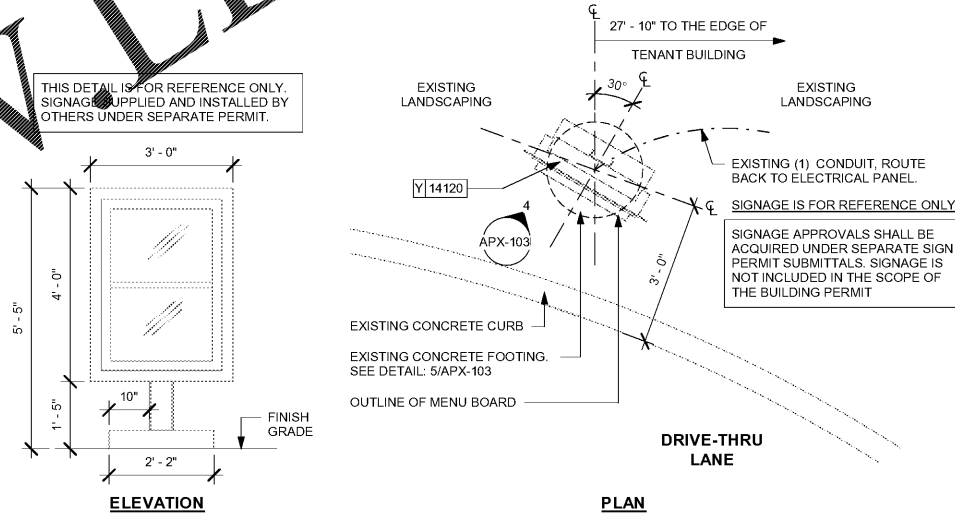 THIS DETAIL IS FOR REFERENCE ONLY.
SIGNAGE SUPPLIED AND INSTALLED BY
OTHERS UNDER SEPARATE PERMIT.
3' - 0"
5' - 5"
4' - 0"
1' - 5"
10"
2' - 2"
FINISH
GRADE
ELEVATION
℄
27' - 10" TO THE EDGE OF
TENANT BUILDING
30°
℄
EXISTING
LANDSCAPING
EXISTING
LANDSCAPING
EXISTING (1) CONDUIT, ROUTE
BACK TO ELECTRICAL PANEL.
Y 14120
℄
SIGNAGE IS FOR REFERENCE ONLY
4
APX-103
SIGNAGE APPROVALS SHALL BE
ACQUIRED UNDER SEPARATE SIGN
PERMIT SUBMITTALS. SIGNAGE IS
NOT INCLUDED IN THE SCOPE OF
THE BUILDING PERMIT
3' - 0"
EXISTING CONCRETE CURB
EXISTING CONCRETE FOOTING.
SEE DETAIL: 5/APX-103
OUTLINE OF MENU BOARD
DRIVE-THRU
LANE
PLAN